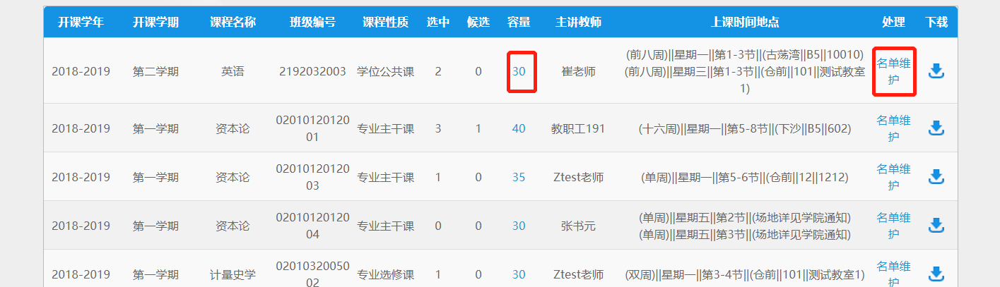 开课学年 开课学期 课程名称 班级编号 课程性质 选中 候选 容量 主讲教师 上课时间地点 处理 下载
2018-2019 第二学期 英语 2192032003 学位公共课 2 0 30 崔老师 (前八周)||星期一||第1-3节||(古荡湾||B5||10010)
(前八周)||星期三||第1-3节||(仓前||101||测试教室
1) 名单维
护
2018-2019 第一学期 资本论 02010120120
01 专业主干课 3 1 40 教职工191 (十六周)||星期一||第5-8节||(下沙||B5||602) 名单维
护
2018-2019 第一学期 资本论 02010120120
03 专业主干课 1 0 35 Ztest老师 (单周)||星期一||第5-6节||(仓前||12||1212) 名单维
护
2018-2019 第一学期 资本论 02010120120
04 专业主干课 0 0 30 张书元 (单周)||星期五||第2节||(场地详见学院通知)
(单周)||星期五||第3节||(场地详见学院通知) 名单维
护
2018-2019 第一学期 计量史学 02010320050
02 专业选修课 1 0 30 Ztest老师 (双周)||星期一||第3-4节||(仓前||101||测试教室1) 名单维
护